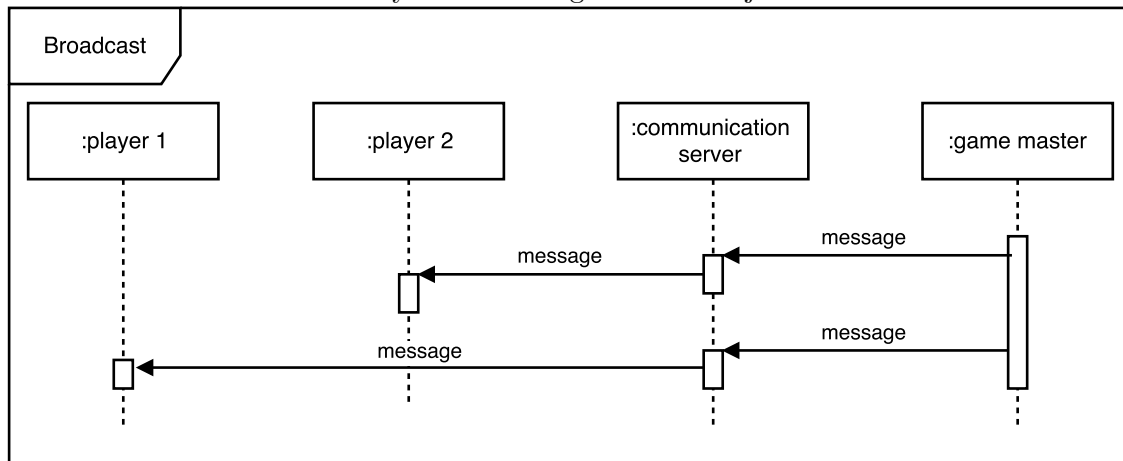 Broadcast
:player 1
:player 2
:communication
server
:game master
message
message
message
message